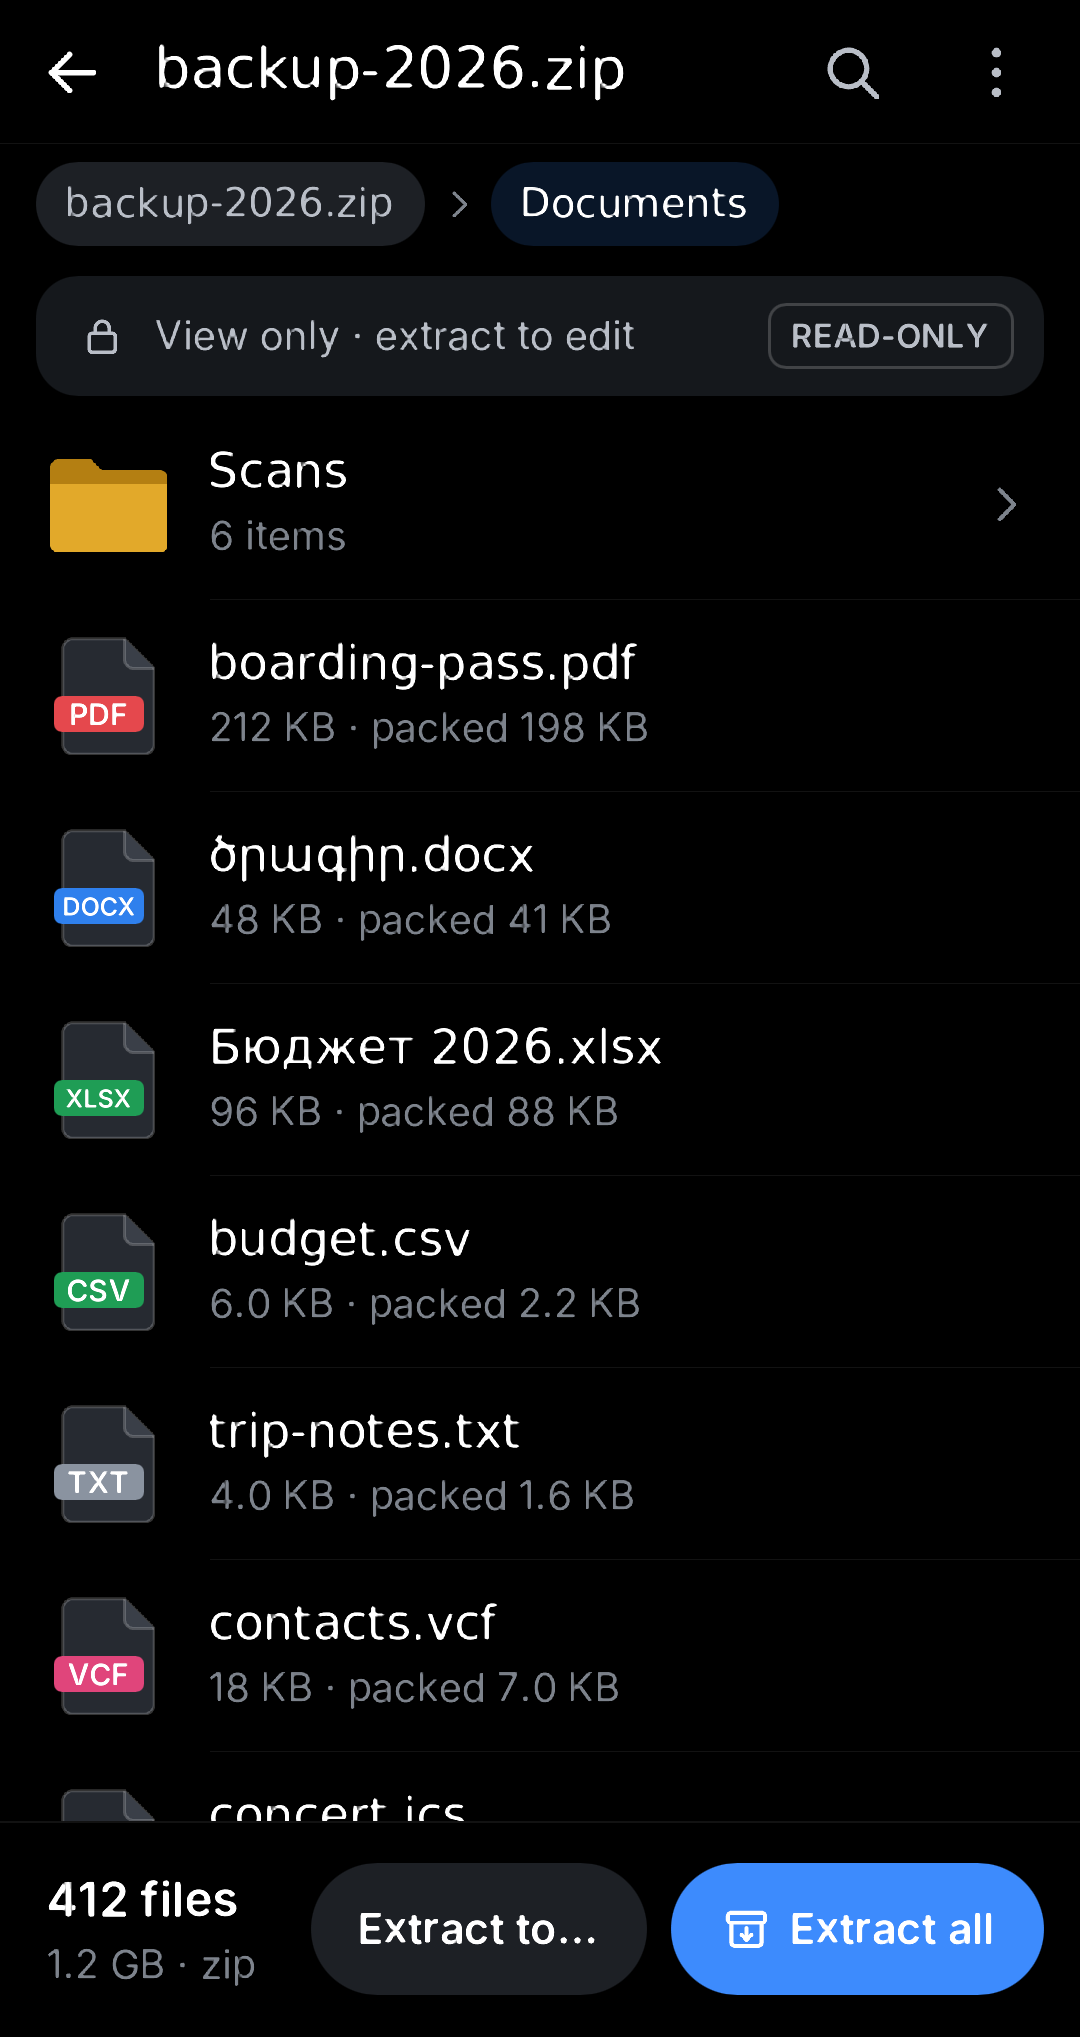 backup-2026.zip
backup-2026.zip > Documents
View only · extract to edit
READ-ONLY
Scans
6 items
boarding-pass.pdf
PDF
212 KB · packed 198 KB
ծրագիր.docx
DOCX
48 KB · packed 41 KB
Бюджет 2026.xlsx
XLSX
96 KB · packed 88 KB
budget.csv
CSV
6.0 KB · packed 2.2 KB
trip-notes.txt
TXT
4.0 KB · packed 1.6 KB
contacts.vcf
VCF
18 KB · packed 7.0 KB
concert.ics
412 files
1.2 GB · zip
Extract to...
Extract all